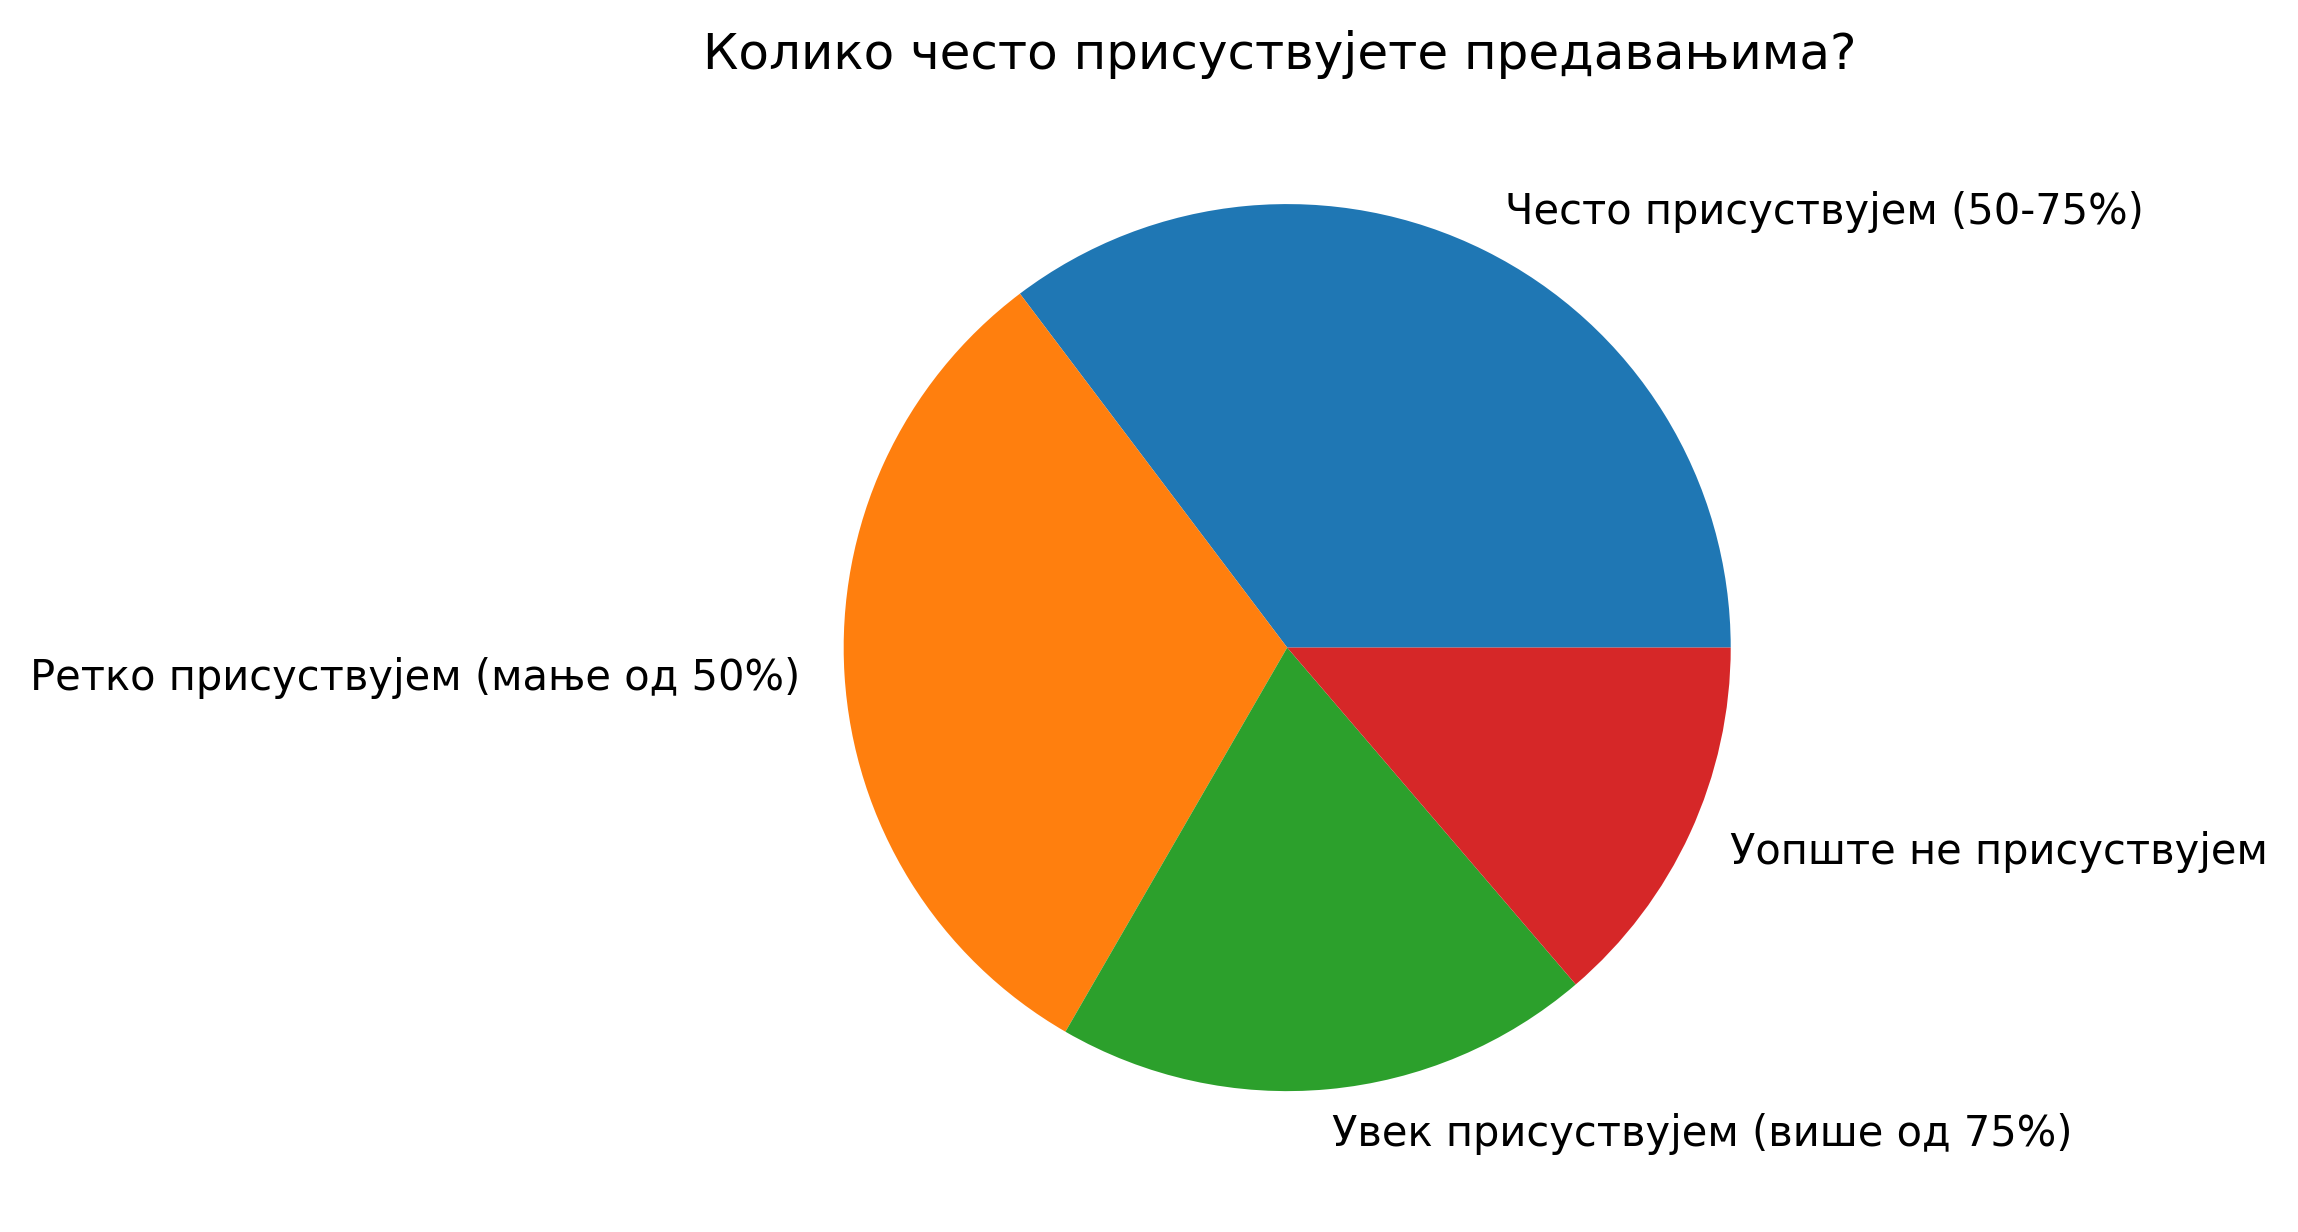 Колико често присуствујете предавањима?
Често присуствујем (50-75%)
Ретко присуствујем (мање од 50%)
Уопште не присуствујем
Увек присуствујем (више од 75%)